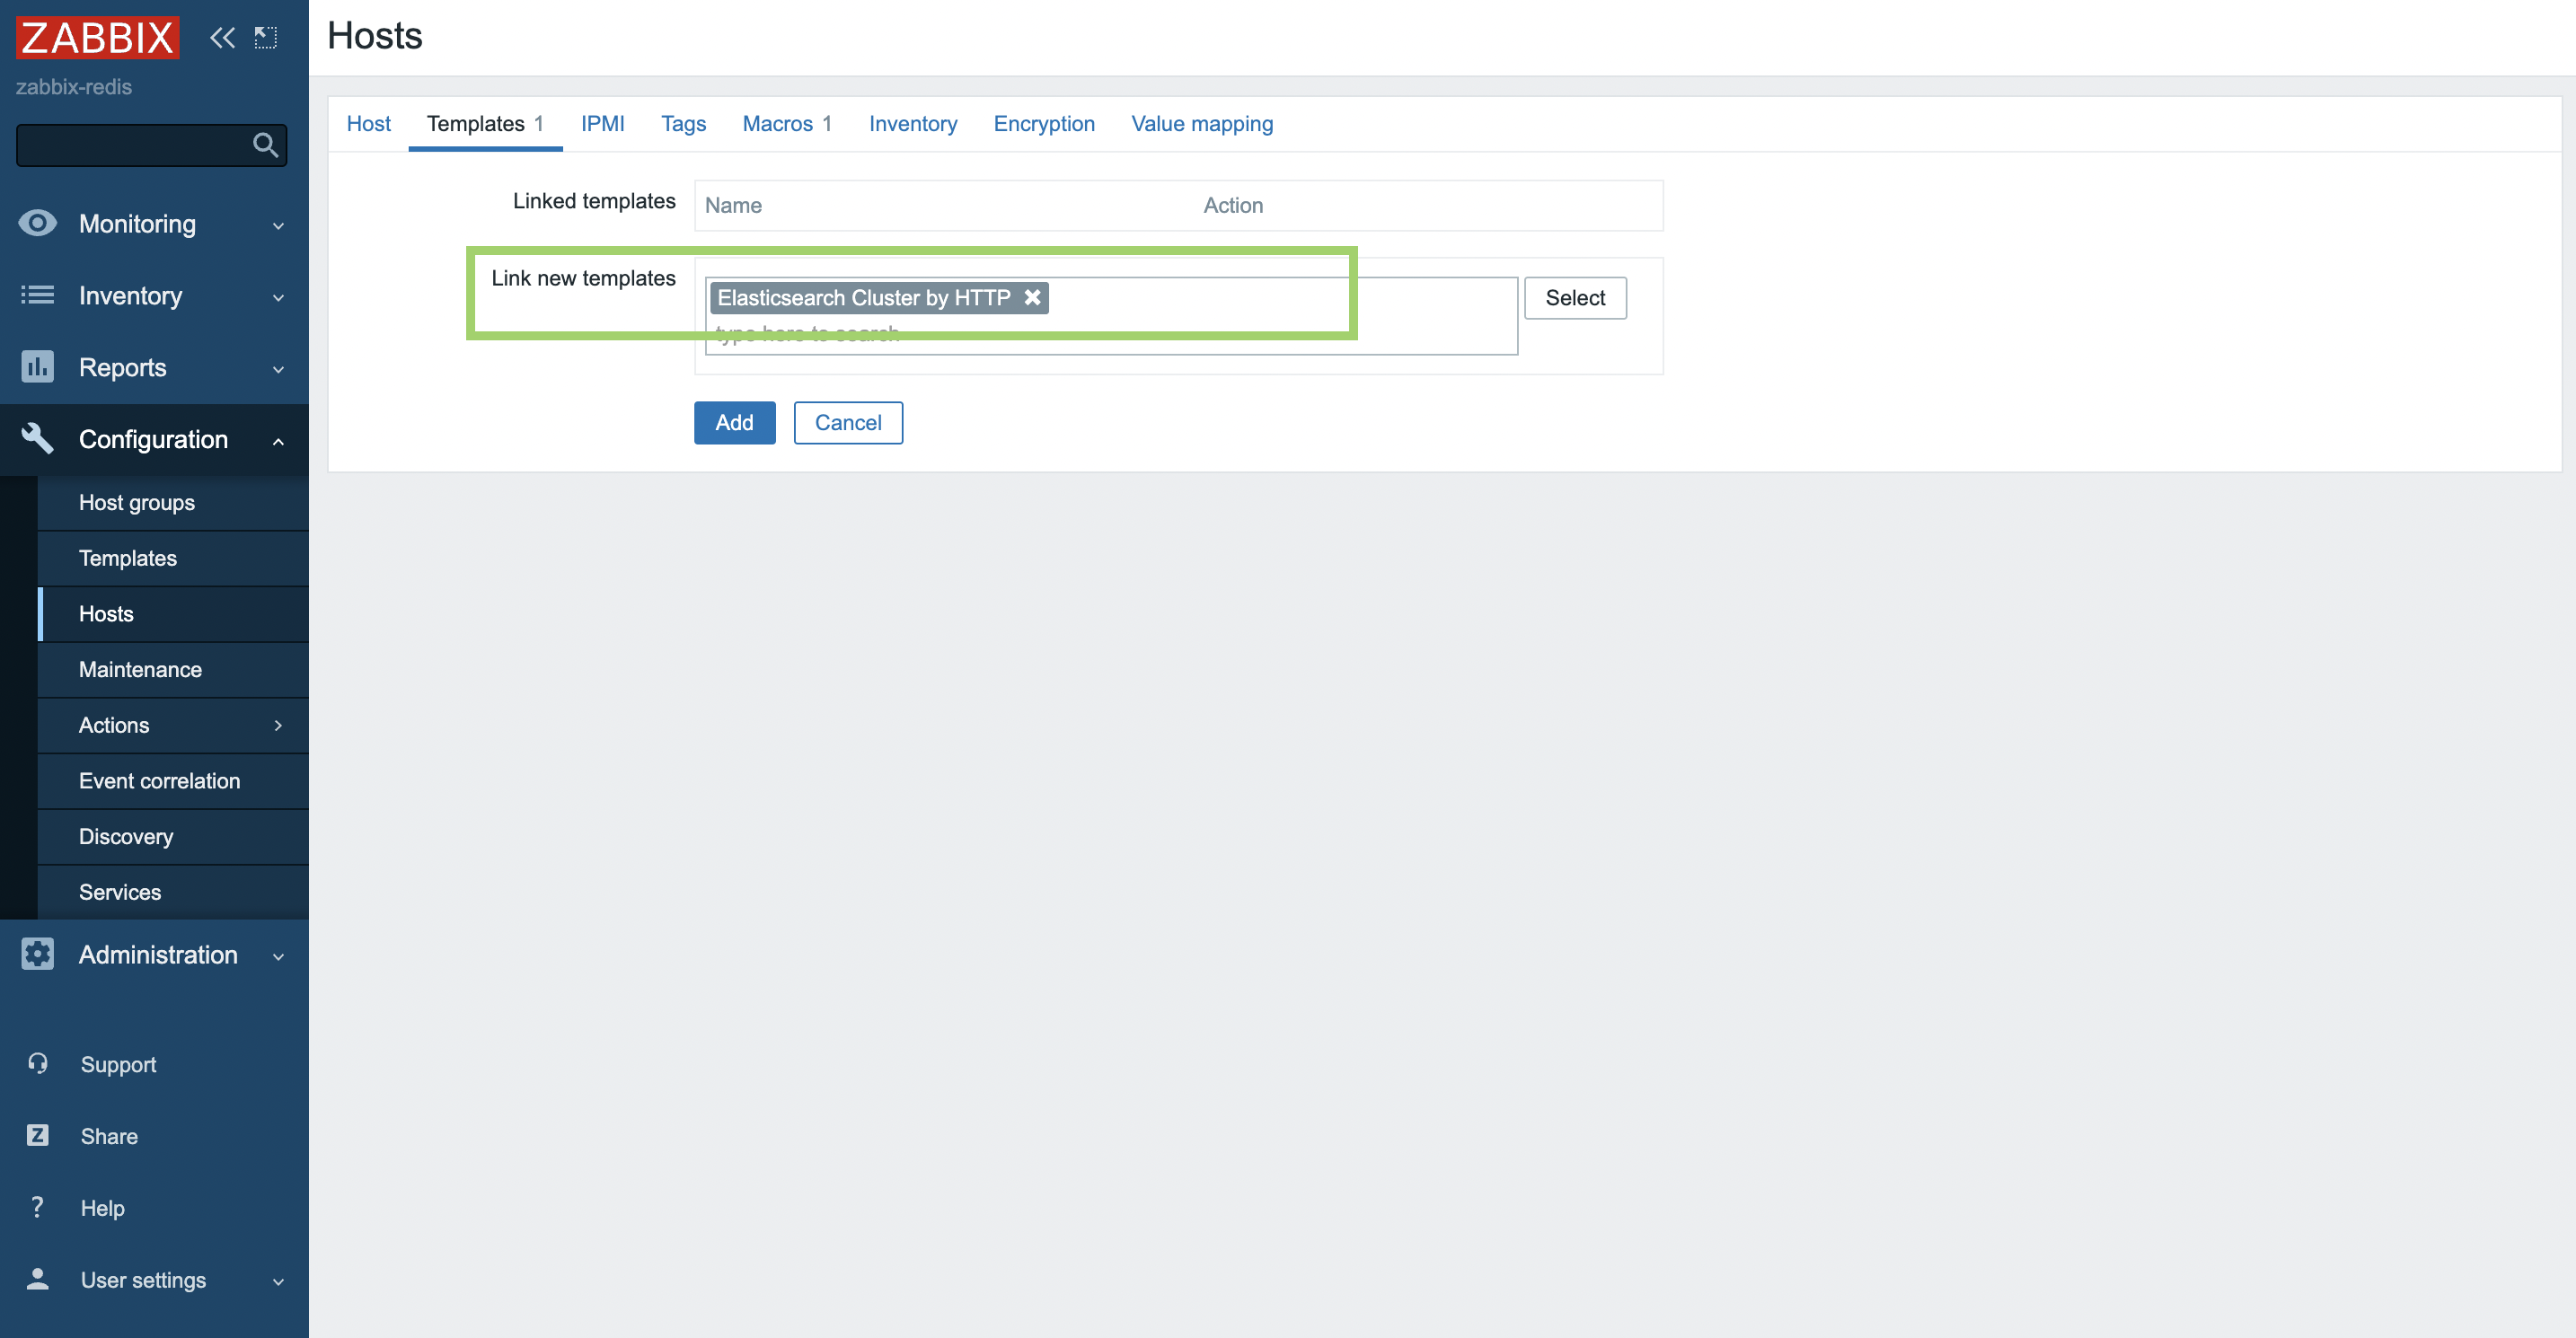 ZABBIX
zabbix-redis
Monitoring
Inventory
Reports
Configuration
Host groups
Templates
Hosts
Maintenance
Actions
Event correlation
Discovery
Services
Administration
Support
Z Share
? Help
User settings
Hosts
Host Templates 1 IPMI Tags Macros 1 Inventory Encryption Value mapping
Linked templates Name Action
Link new templates Elasticsearch Cluster by HTTP Select
type here to search
Add Cancel